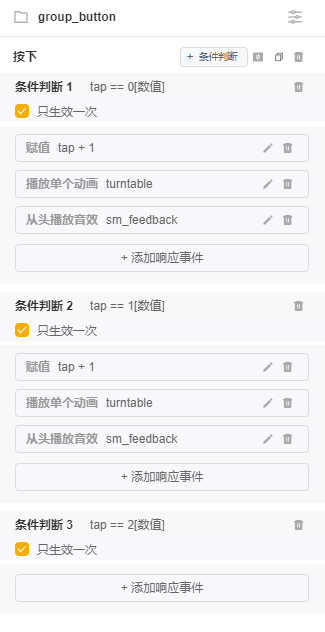 group_button
按下 + 条件判断
条件判断 1 tap == 0[数值]
只生效一次
赋值 tap + 1
播放单个动画 turntable
从头播放音效 sm_feedback
+ 添加响应事件
条件判断 2 tap == 1[数值]
只生效一次
赋值 tap + 1
播放单个动画 turntable
从头播放音效 sm_feedback
+ 添加响应事件
条件判断 3 tap == 2[数值]
只生效一次
+ 添加响应事件